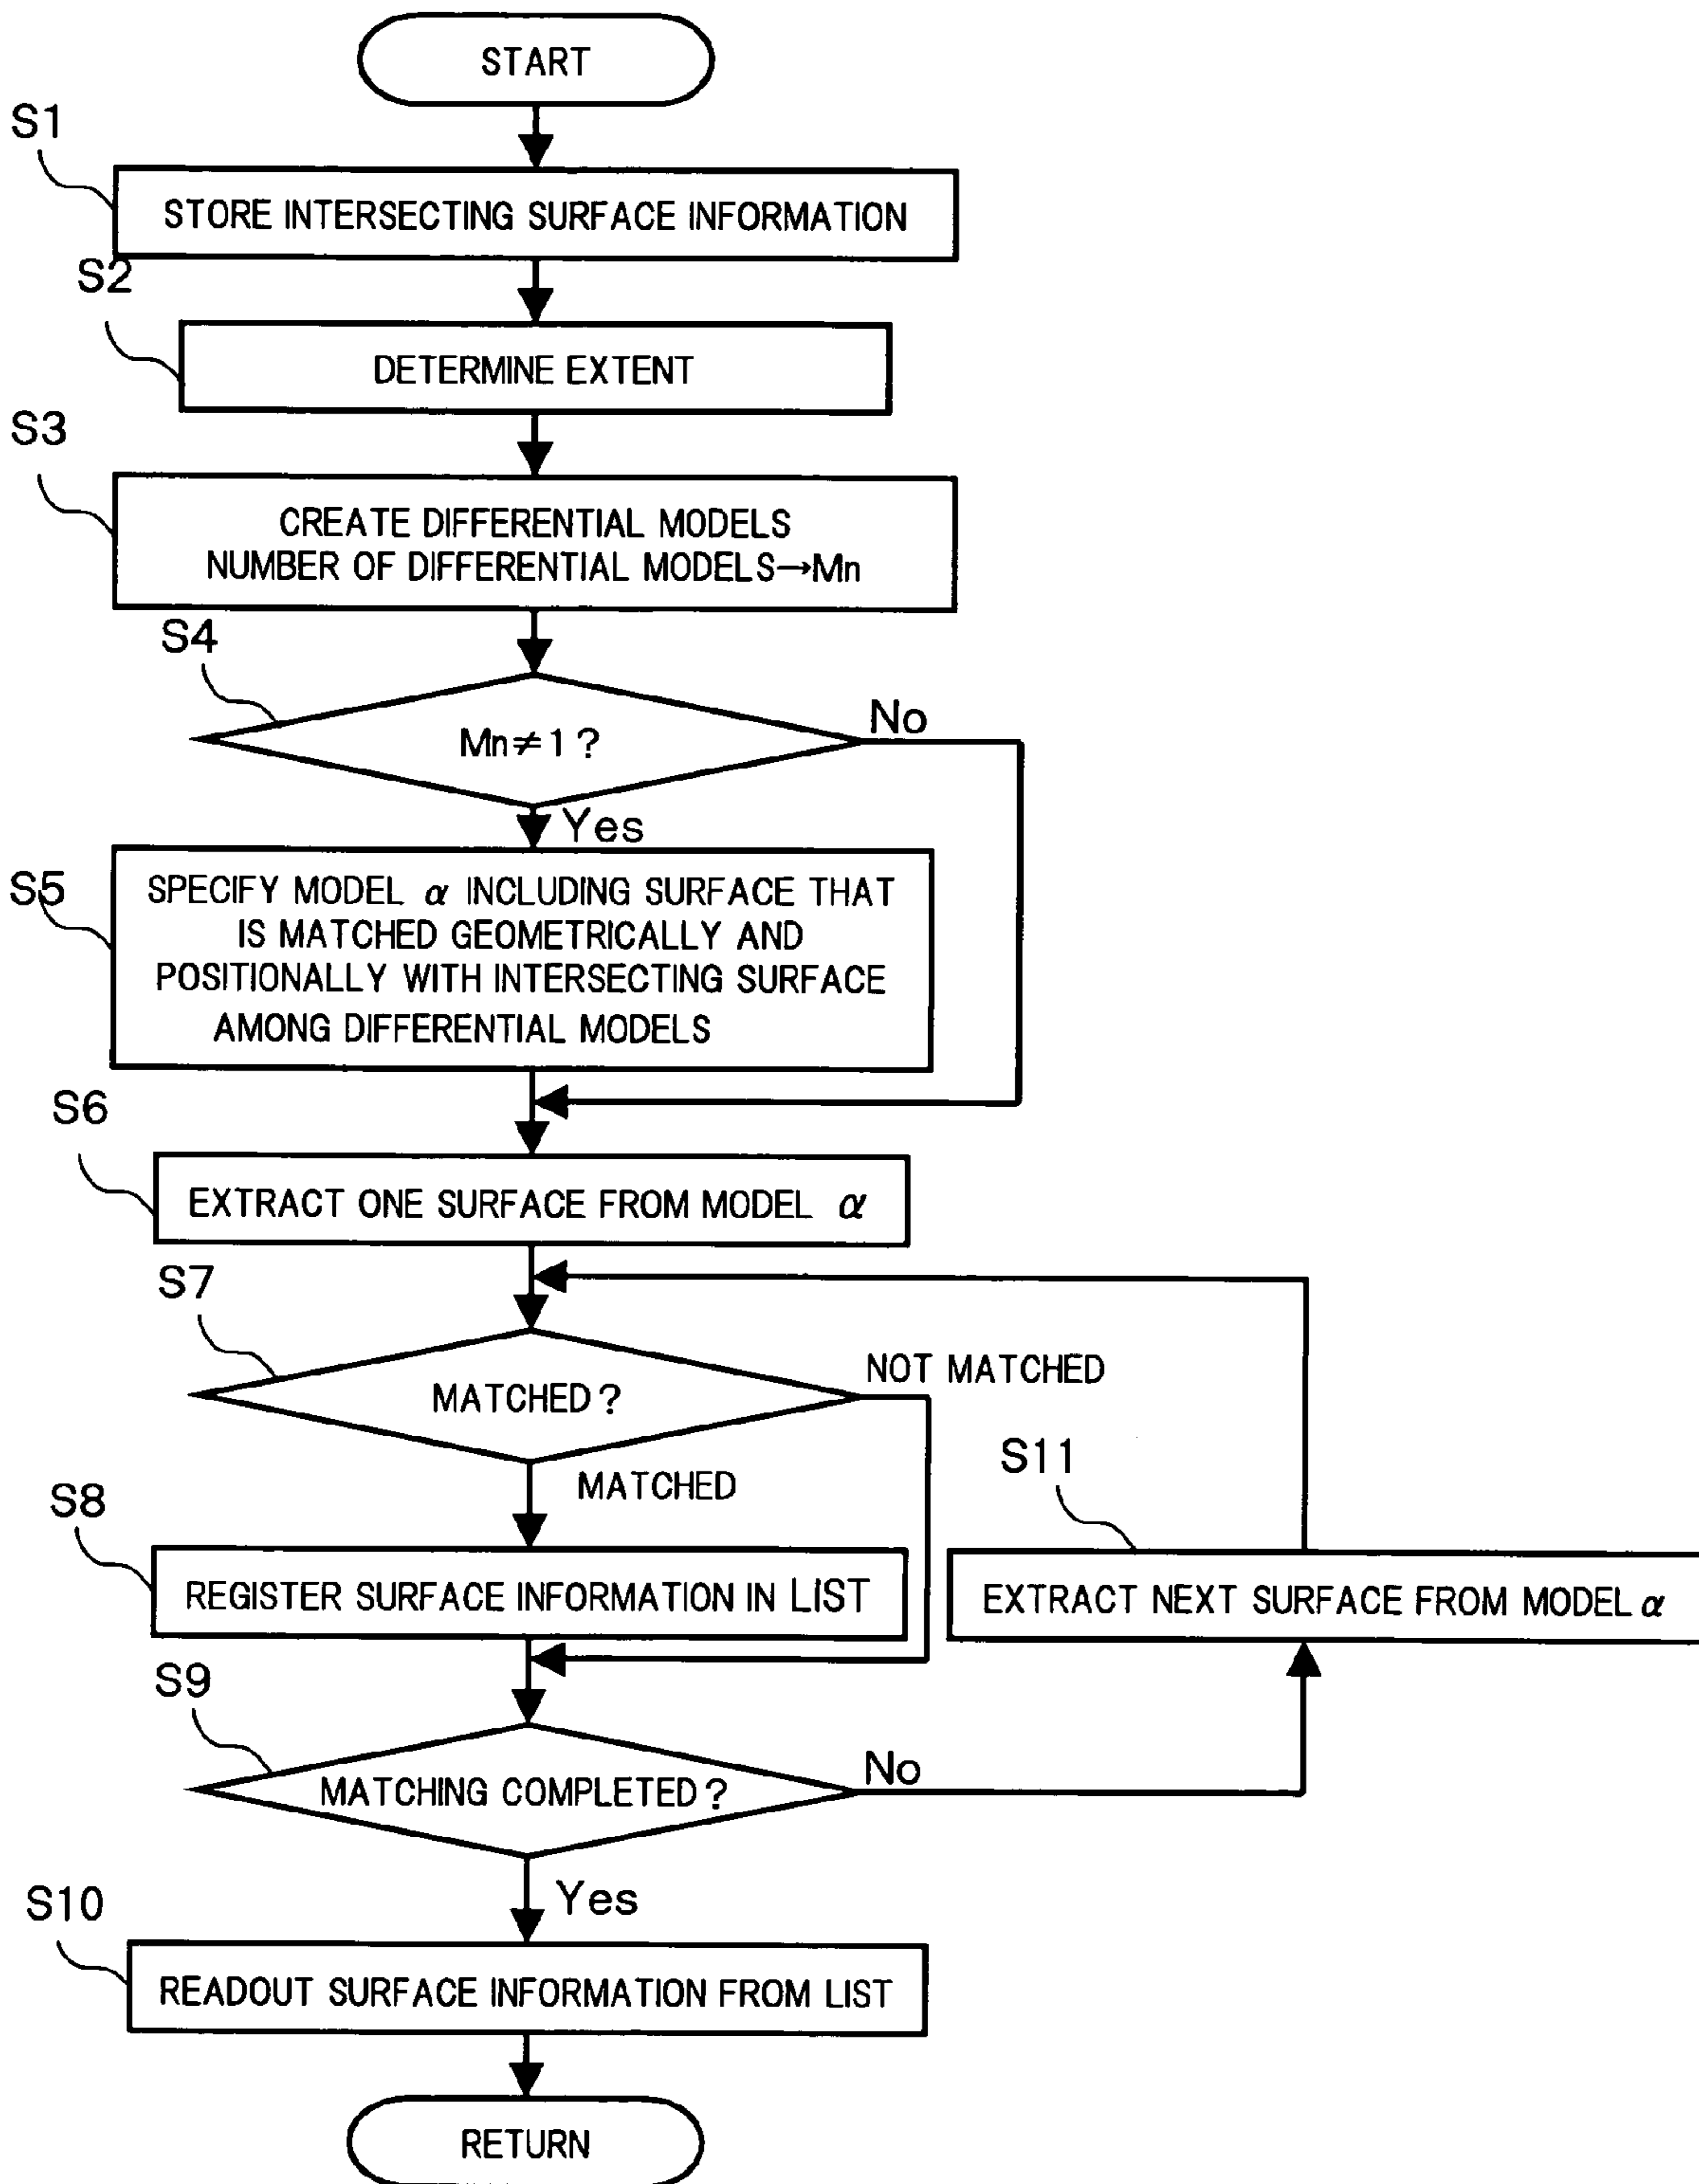 START
S1
STORE INTERSECTING SURFACE INFORMATION
S2
DETERMINE EXTENT
S3
CREATE DIFFERENTIAL MODELS
NUMBER OF DIFFERENTIAL MODELS→Mn
S4
Mn≠1?
No
Yes
S5
SPECIFY MODEL α INCLUDING SURFACE THAT
IS MATCHED GEOMETRICALLY AND
POSITIONALLY WITH INTERSECTING SURFACE
AMONG DIFFERENTIAL MODELS
S6
EXTRACT ONE SURFACE FROM MODEL α
S7
MATCHED?
NOT MATCHED
MATCHED
S8
REGISTER SURFACE INFORMATION IN LIST
S11
EXTRACT NEXT SURFACE FROM MODEL α
S9
MATCHING COMPLETED?
No
Yes
S10
READOUT SURFACE INFORMATION FROM LIST
RETURN